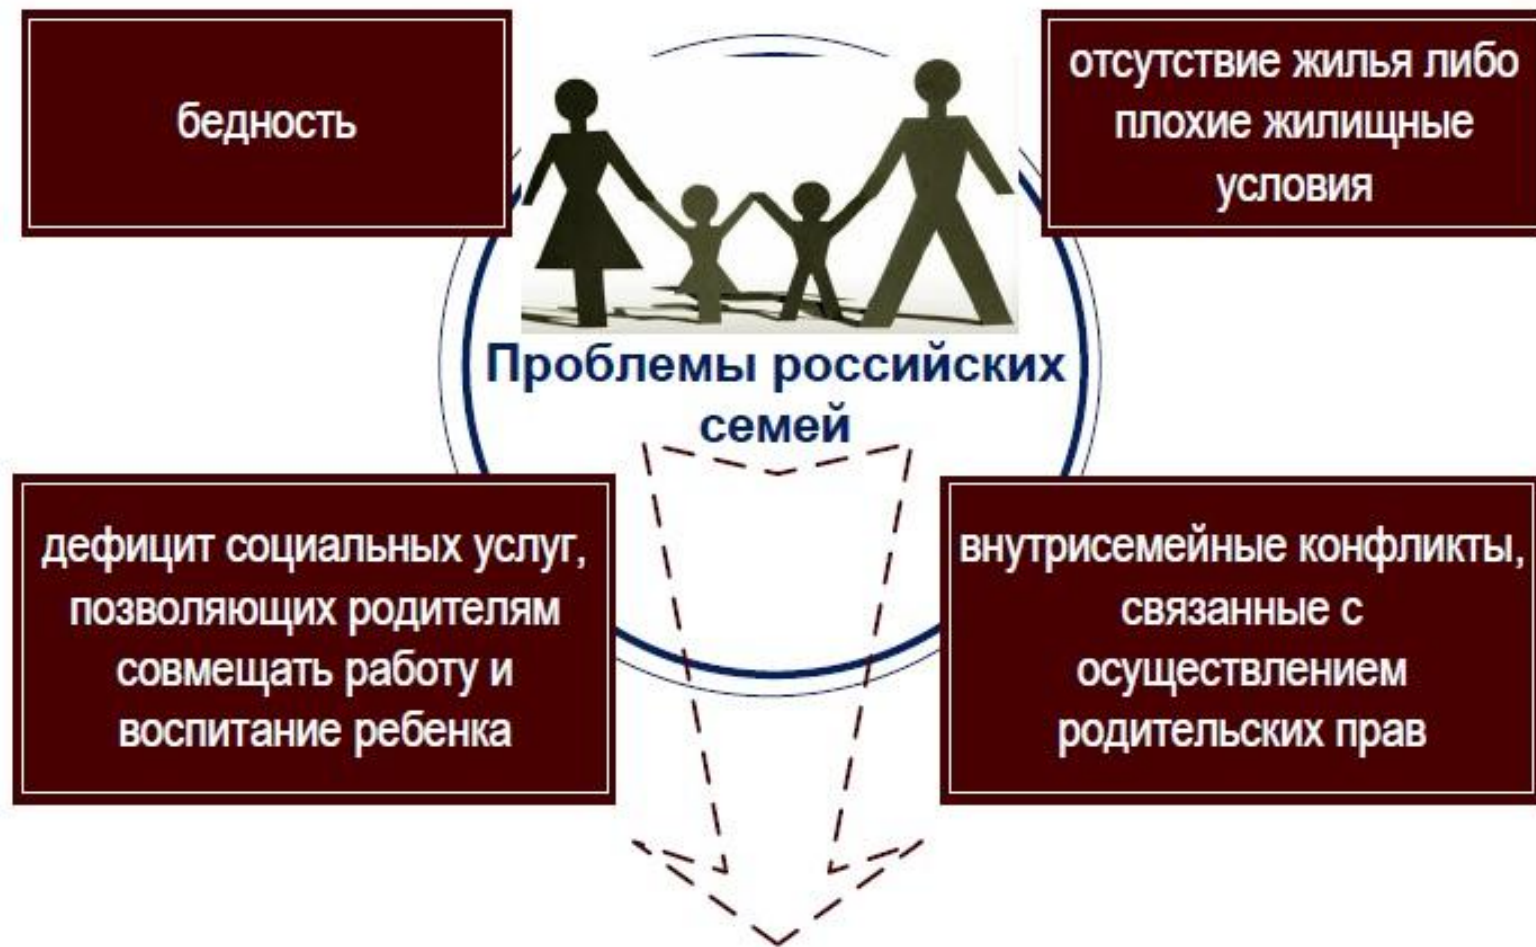 бедность
отсутствие жилья либо
плохие жилищные
условия
Проблемы российских
семей
дефицит социальных услуг,
позволяющих родителям
совмещать работу и
воспитание ребенка
внутрисемейные конфликты,
связанные с
осуществлением
родительских прав